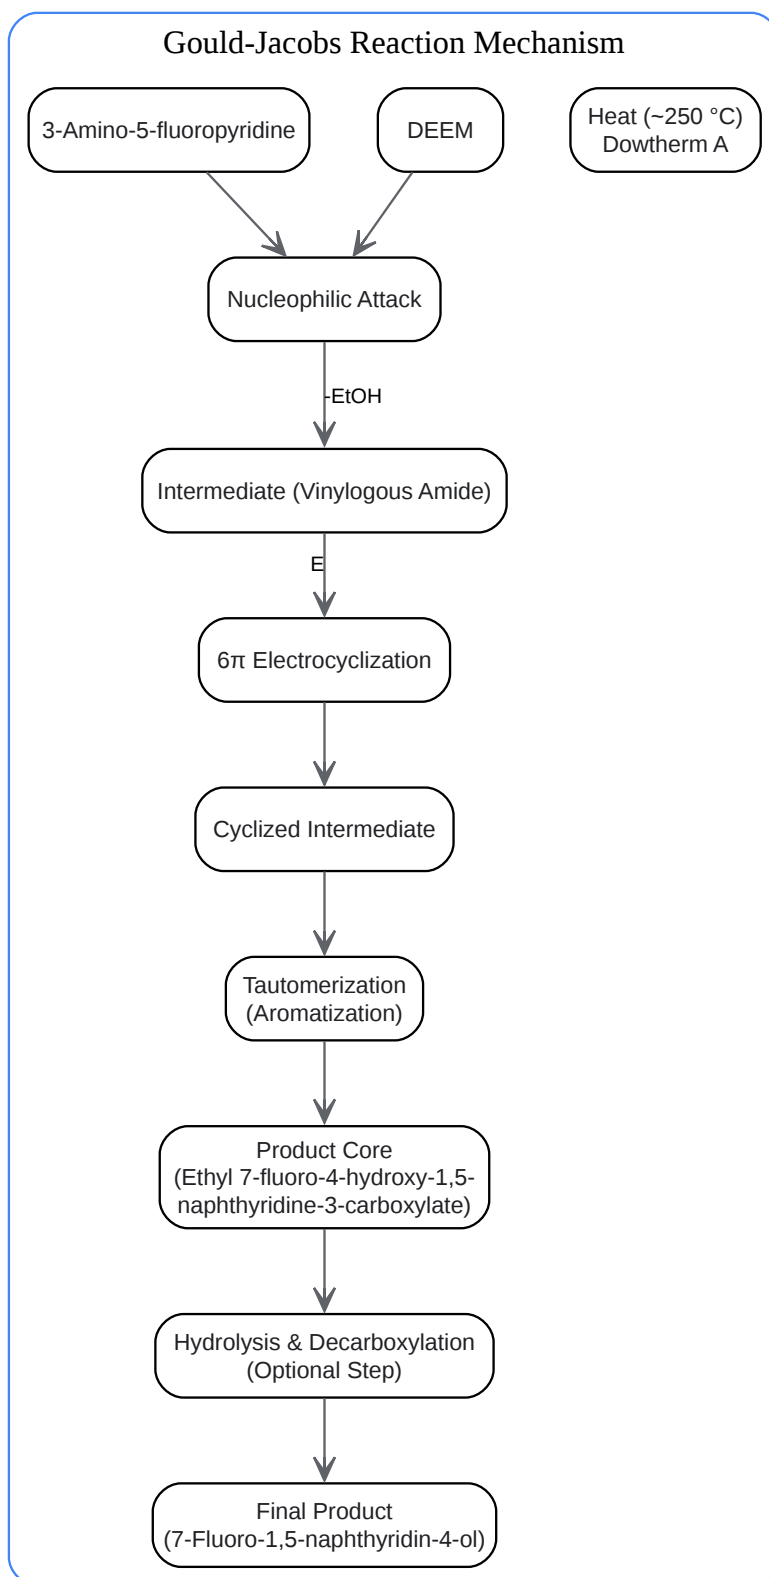 Gould-Jacobs Reaction Mechanism
3-Amino-5-fluoropyridine
DEEM
Heat (~250 °C)
Dowtherm A
Nucleophilic Attack
-EtOH
Intermediate (Vinylogous Amide)
E
6π Electrocyclization
Cyclized Intermediate
Tautomerization
(Aromatization)
Product Core
(Ethyl 7-fluoro-4-hydroxy-1,5-
naphthyridine-3-carboxylate)
Hydrolysis & Decarboxylation
(Optional Step)
Final Product
(7-Fluoro-1,5-naphthyridin-4-ol)